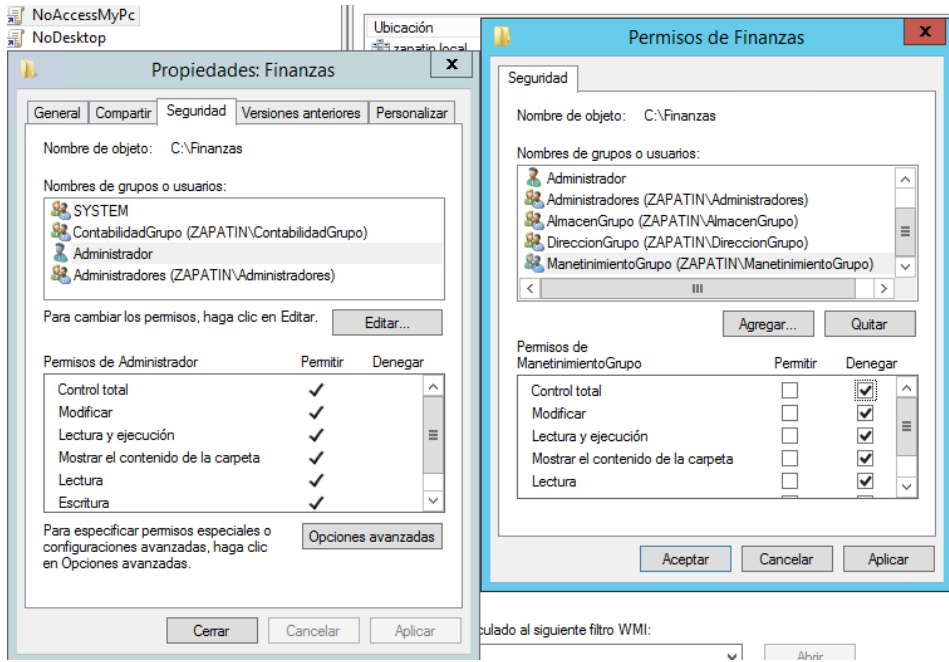 NoAccessMyPc
NoDesktop
Ubicación
zapatin.local
Propiedades: Finanzas
x
General
Compartir
Seguridad
Versiones anteriores
Personalizar
Nombre de objeto: C:\Finanzas
Nombres de grupos o usuarios:
SYSTEM
ContabilidadGrupo (ZAPATIN\ContabilidadGrupo)
Administrador
Administradores (ZAPATIN\Administradores)
Para cambiar los permisos, haga clic en Editar.
Editar...
Permisos de Administrador
Permitir
Denegar
Control total
Modificar
Lectura y ejecución
Mostrar el contenido de la carpeta
Lectura
Escritura
Para especificar permisos especiales o
configuraciones avanzadas, haga clic
en Opciones avanzadas.
Opciones avanzadas
Cerrar
Cancelar
Aplicar
Permisos de Finanzas
x
Seguridad
Nombre de objeto: C:\Finanzas
Nombres de grupos o usuarios:
Administrador
Administradores (ZAPATIN\Administradores)
AlmacenGrupo (ZAPATIN\AlmacenGrupo)
DireccionGrupo (ZAPATIN\DireccionGrupo)
ManetinimientoGrupo (ZAPATIN\ManetinimientoGrupo)
Agregar...
Quitar
Permisos de
ManetinimientoGrupo
Permitir
Denegar
Control total
Modificar
Lectura y ejecución
Mostrar el contenido de la carpeta
Lectura
Aceptar
Cancelar
Aplicar
culado al siguiente filtro WMI:
Abrir